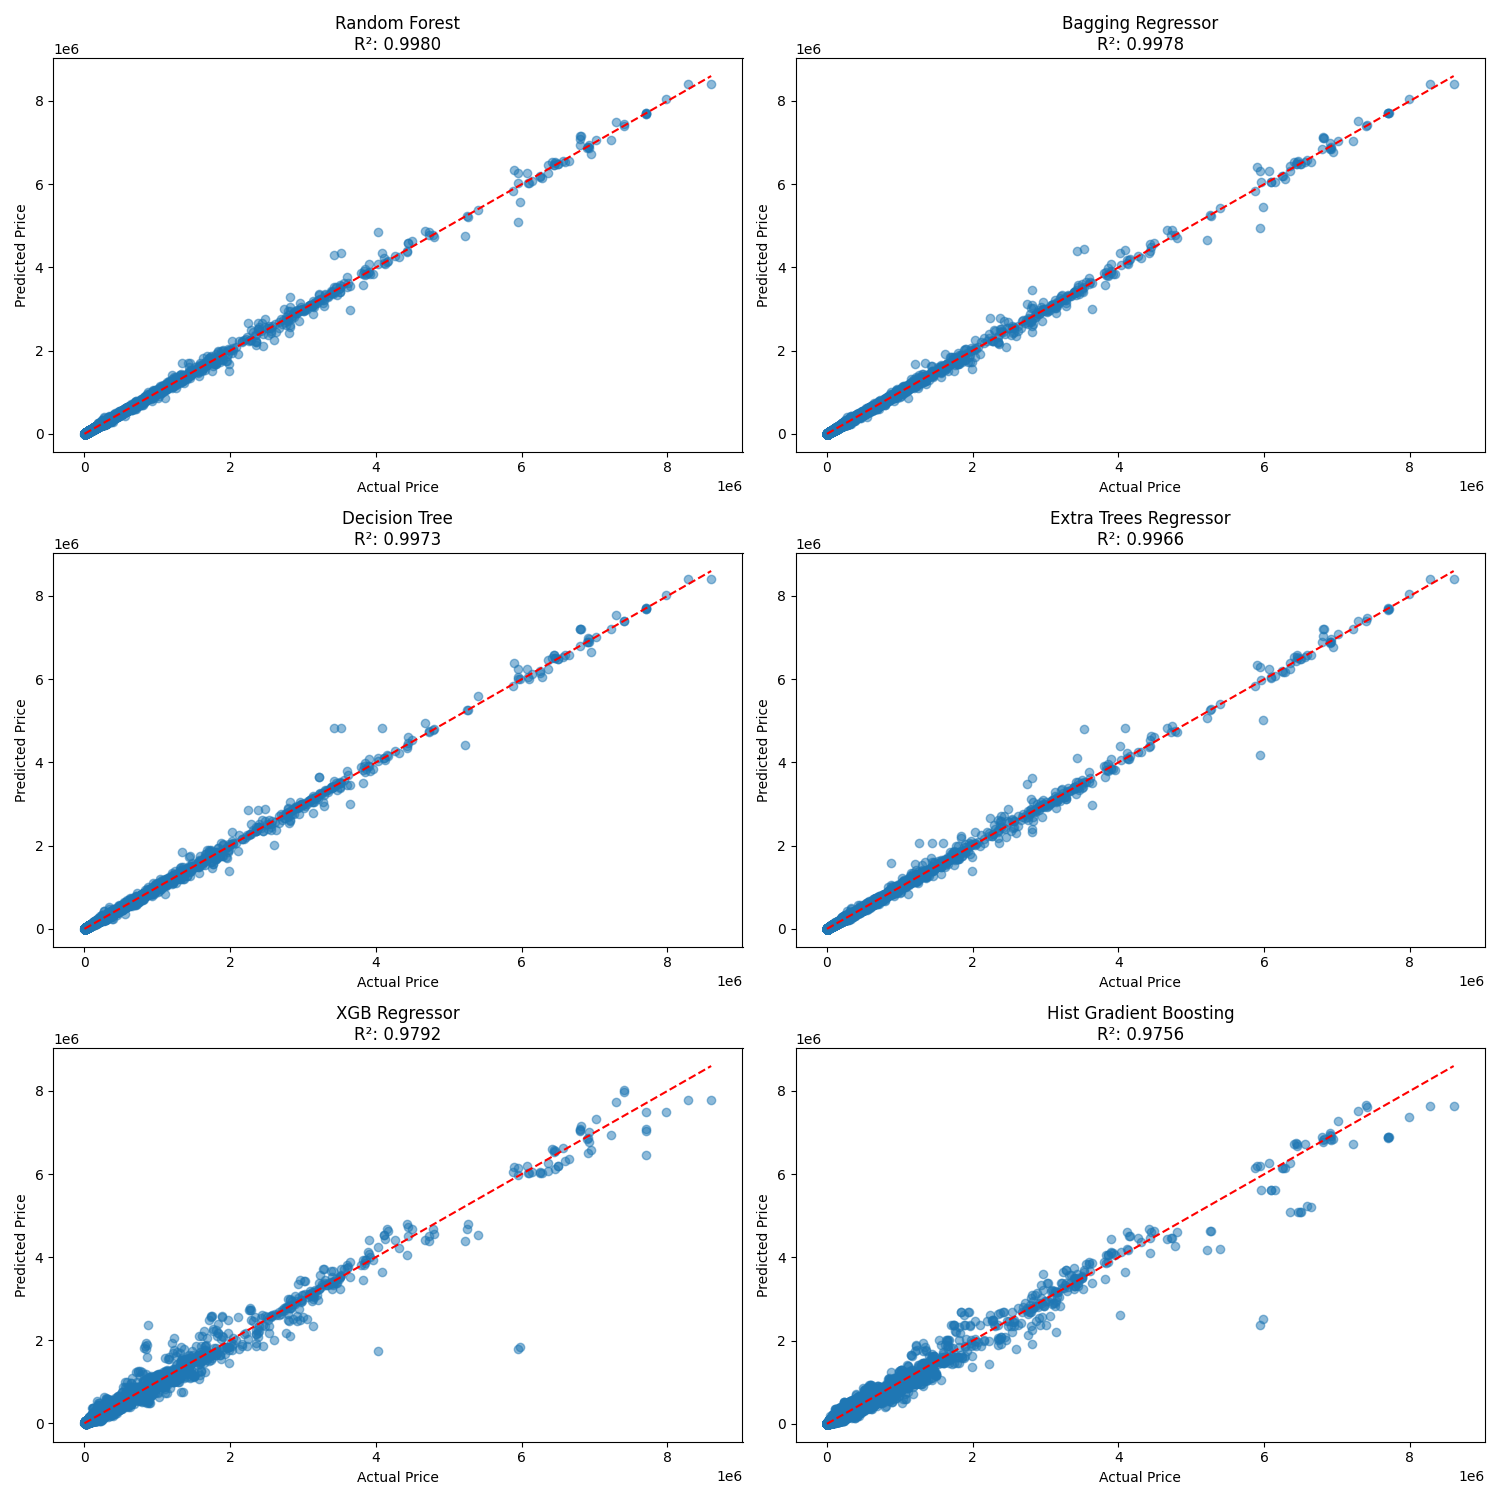 Random Forest
R²: 0.9980
1e6
8
6
4
2
0
Predicted Price
0 2 4 6 8
Actual Price
1e6
Bagging Regressor
R²: 0.9978
1e6
8
6
4
2
0
Predicted Price
0 2 4 6 8
Actual Price
1e6
Decision Tree
R²: 0.9973
1e6
8
6
4
2
0
Predicted Price
0 2 4 6 8
Actual Price
1e6
Extra Trees Regressor
R²: 0.9966
1e6
8
6
4
2
0
Predicted Price
0 2 4 6 8
Actual Price
1e6
XGB Regressor
R²: 0.9792
1e6
8
6
4
2
0
Predicted Price
0 2 4 6 8
Actual Price
1e6
Hist Gradient Boosting
R²: 0.9756
1e6
8
6
4
2
0
Predicted Price
0 2 4 6 8
Actual Price
1e6